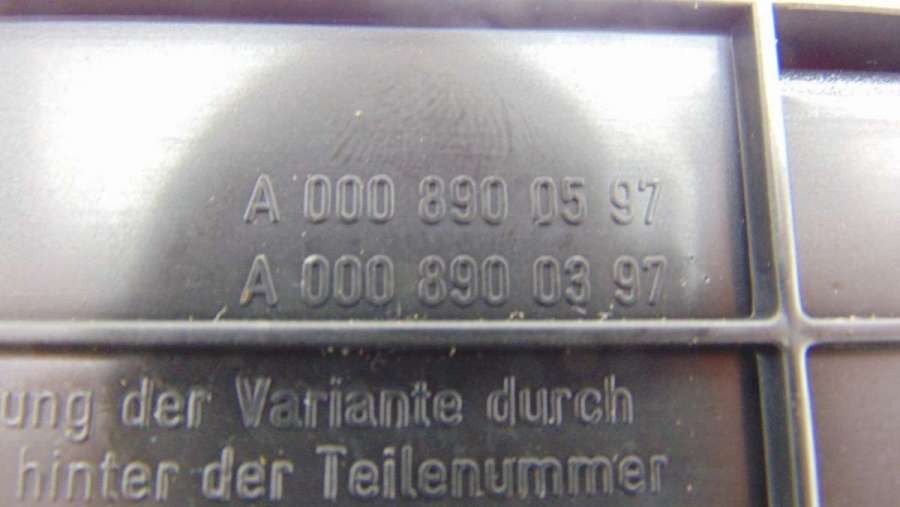 A 000 890 05 97
A 000 890 03 97
ung der Variante durch
hinter der Teilenummer